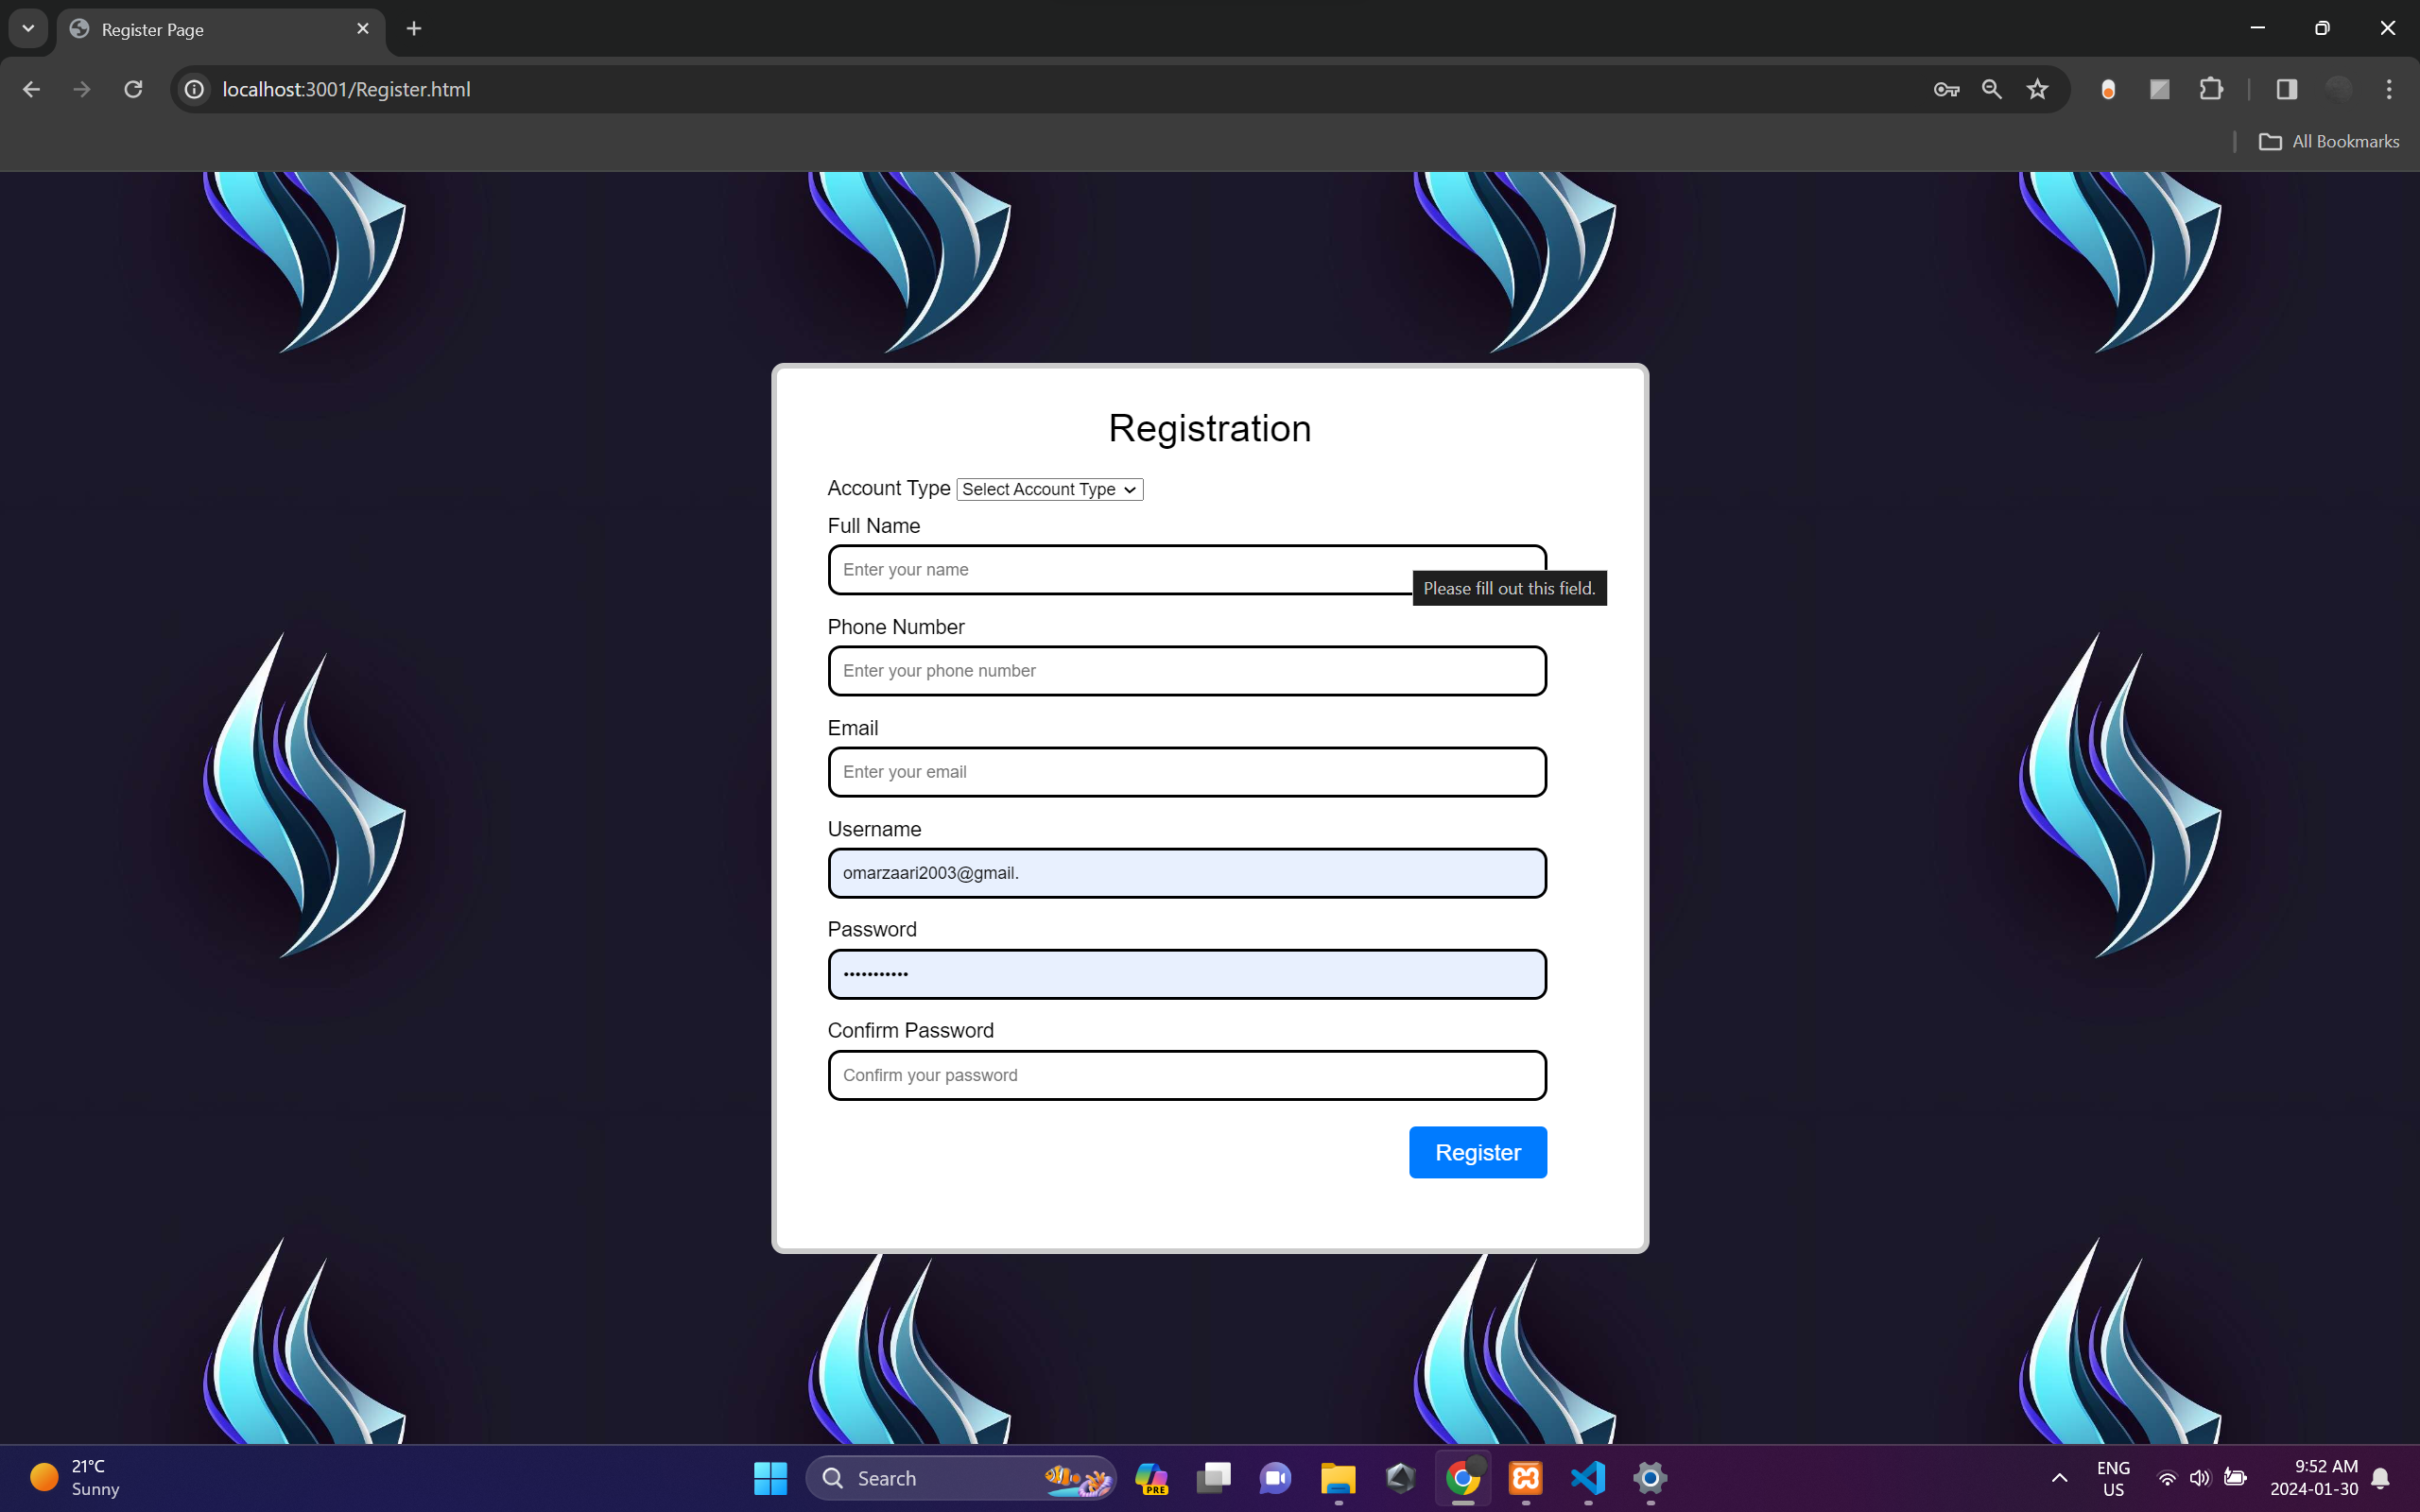 Register Page
localhost:3001/Register.html
All Bookmarks
Registration
Account Type Select Account Type
Full Name
Enter your name
Please fill out this field.
Phone Number
Enter your phone number
Email
Enter your email
Username
omarzaari2003@gmail.
Password
•••••••••••
Confirm Password
Confirm your password
Register
21°C
Sunny
Search
PRE
ENG
US
9:52 AM
2024-01-30